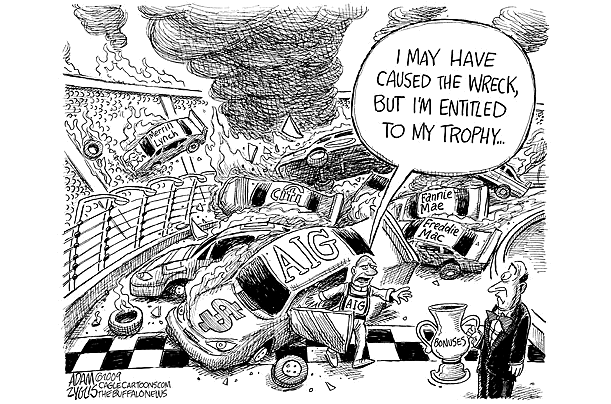 I MAY HAVE
CAUSED THE WRECK,
BUT I'M ENTITLED
TO MY TROPHY...
Merrill
Lynch
Citi
Fannie
Mae
Freddie
Mac
AIG
$
AIG
BONUSES
ADAM
ZYGLIS
©2009
CAGLECARTOONS.COM
THE BUFFALO NEWS